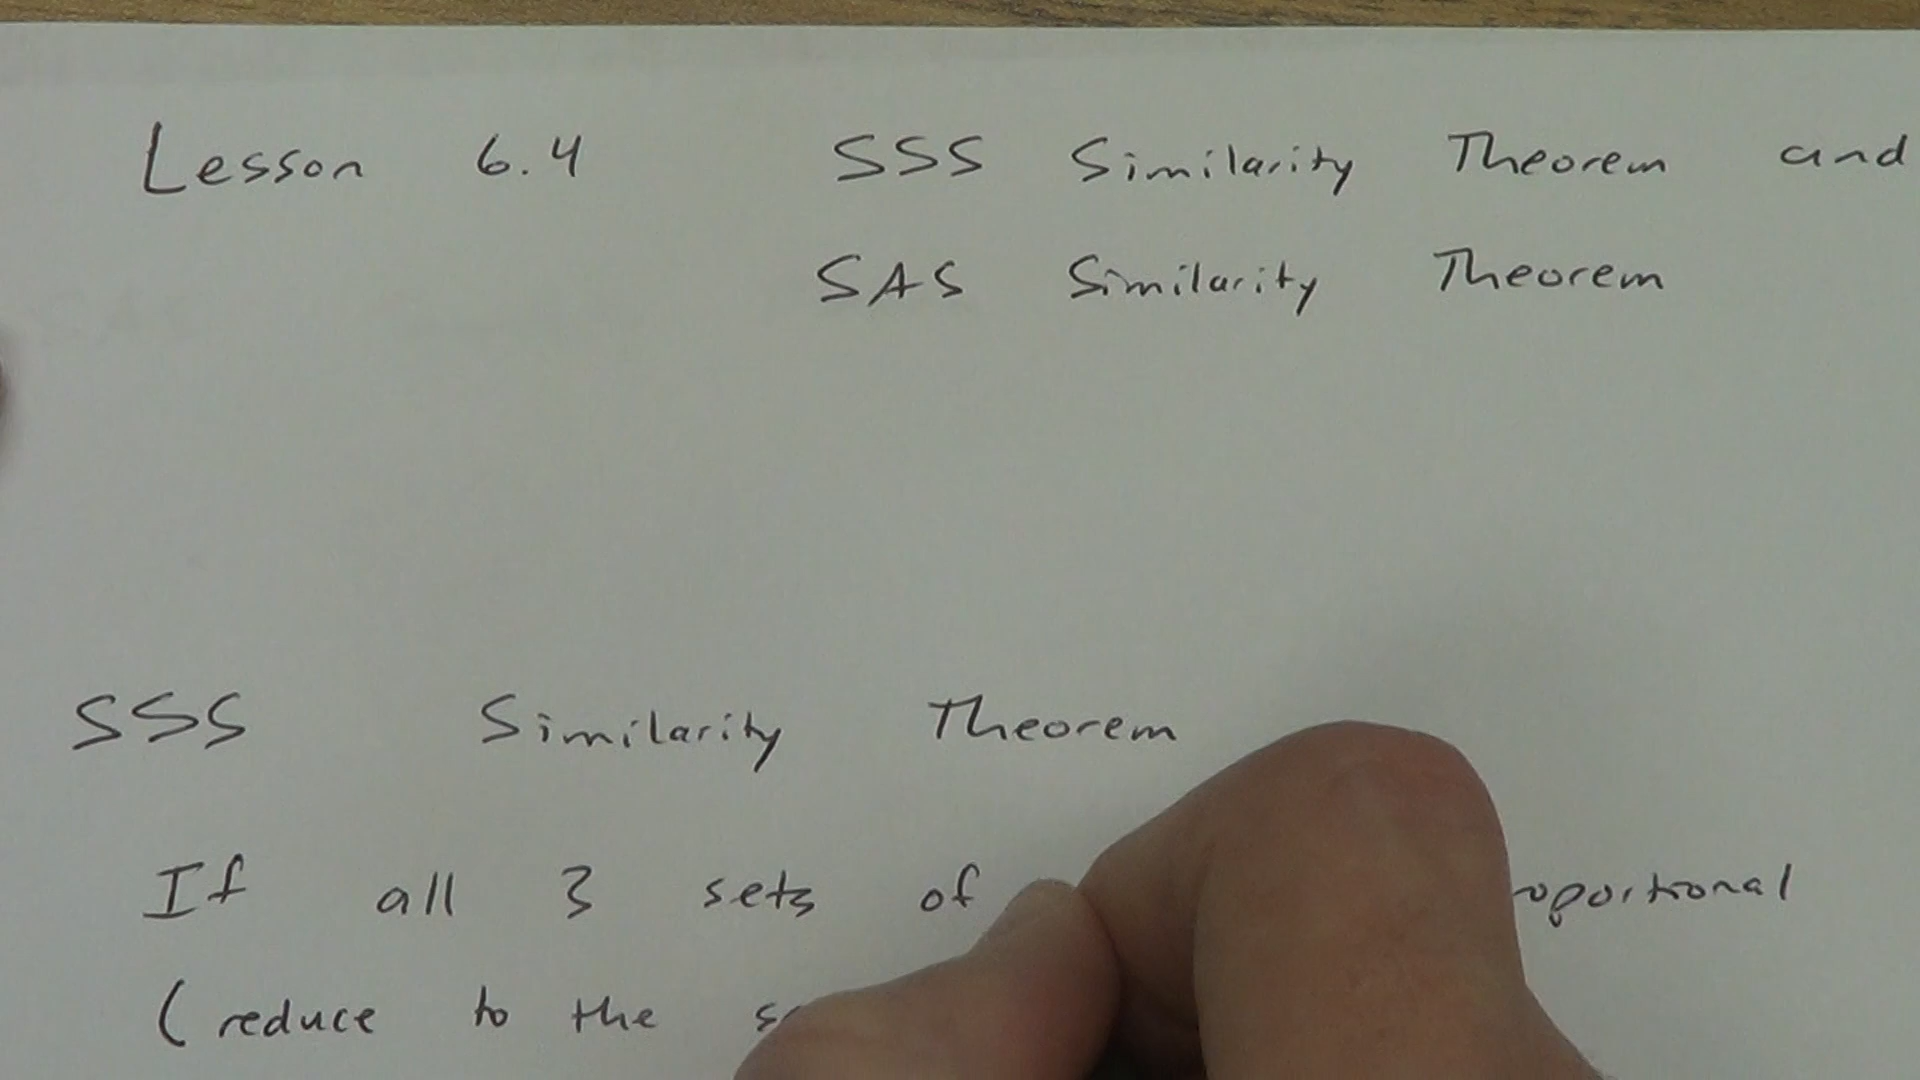 Lesson 6.4 SSS Similarity Theorem and
SAS Similarity Theorem
SSS Similarity Theorem
If all 3 sets of
(reduce to the